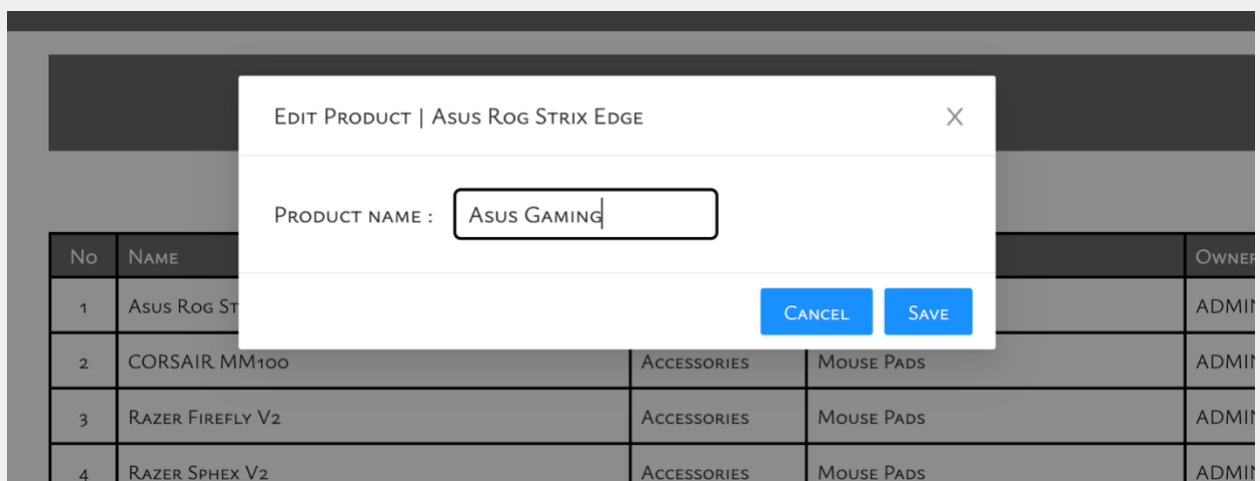 Edit Product | Asus Rog Strix Edge
X
Product name : Asus Gaming
No Name Owner
1 Asus Rog ADMIN
Cancel Save
2 CORSAIR MM100 Accessories Mouse Pads ADMIN
3 Razer Firefly V2 Accessories Mouse Pads ADMIN
4 Razer Sphex V2 Accessories Mouse Pads ADMIN